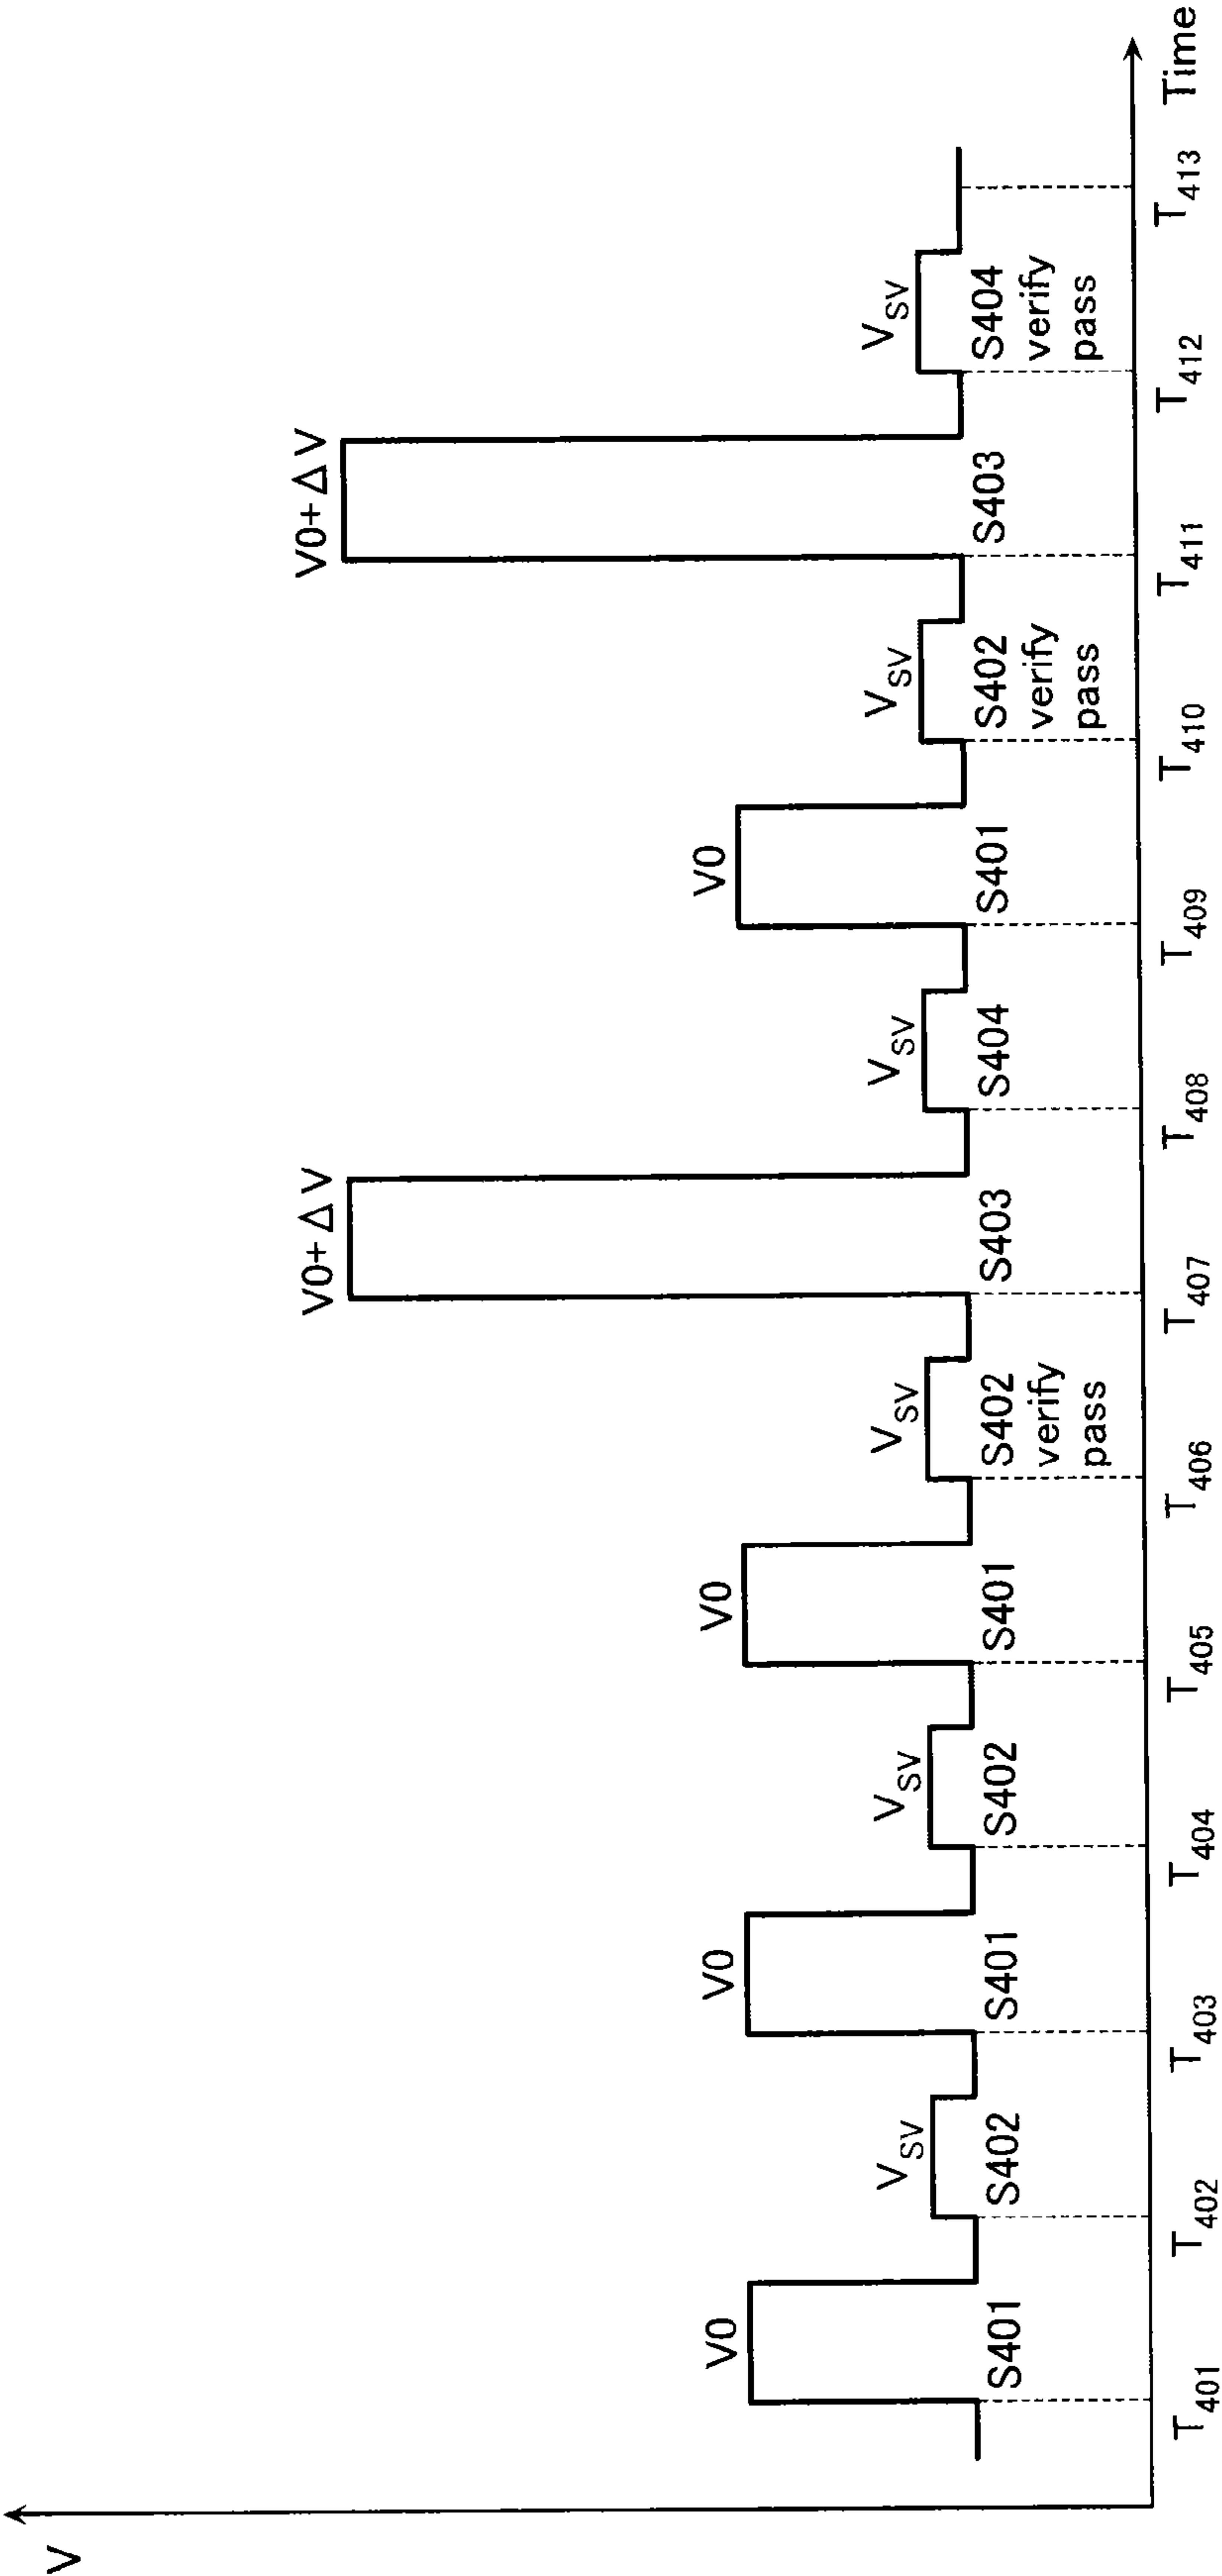 V
V0+ΔV
V0+ΔV
V0
V0
V0
V0
VSV
VSV
VSV
VSV
VSV
VSV
S401
S402
S401
S402
S401
S402
verify
pass
S403
S404
S401
S402
verify
pass
S403
S404
verify
pass
T401
T402
T403
T404
T405
T406
T407
T408
T409
T410
T411
T412
T413
Time